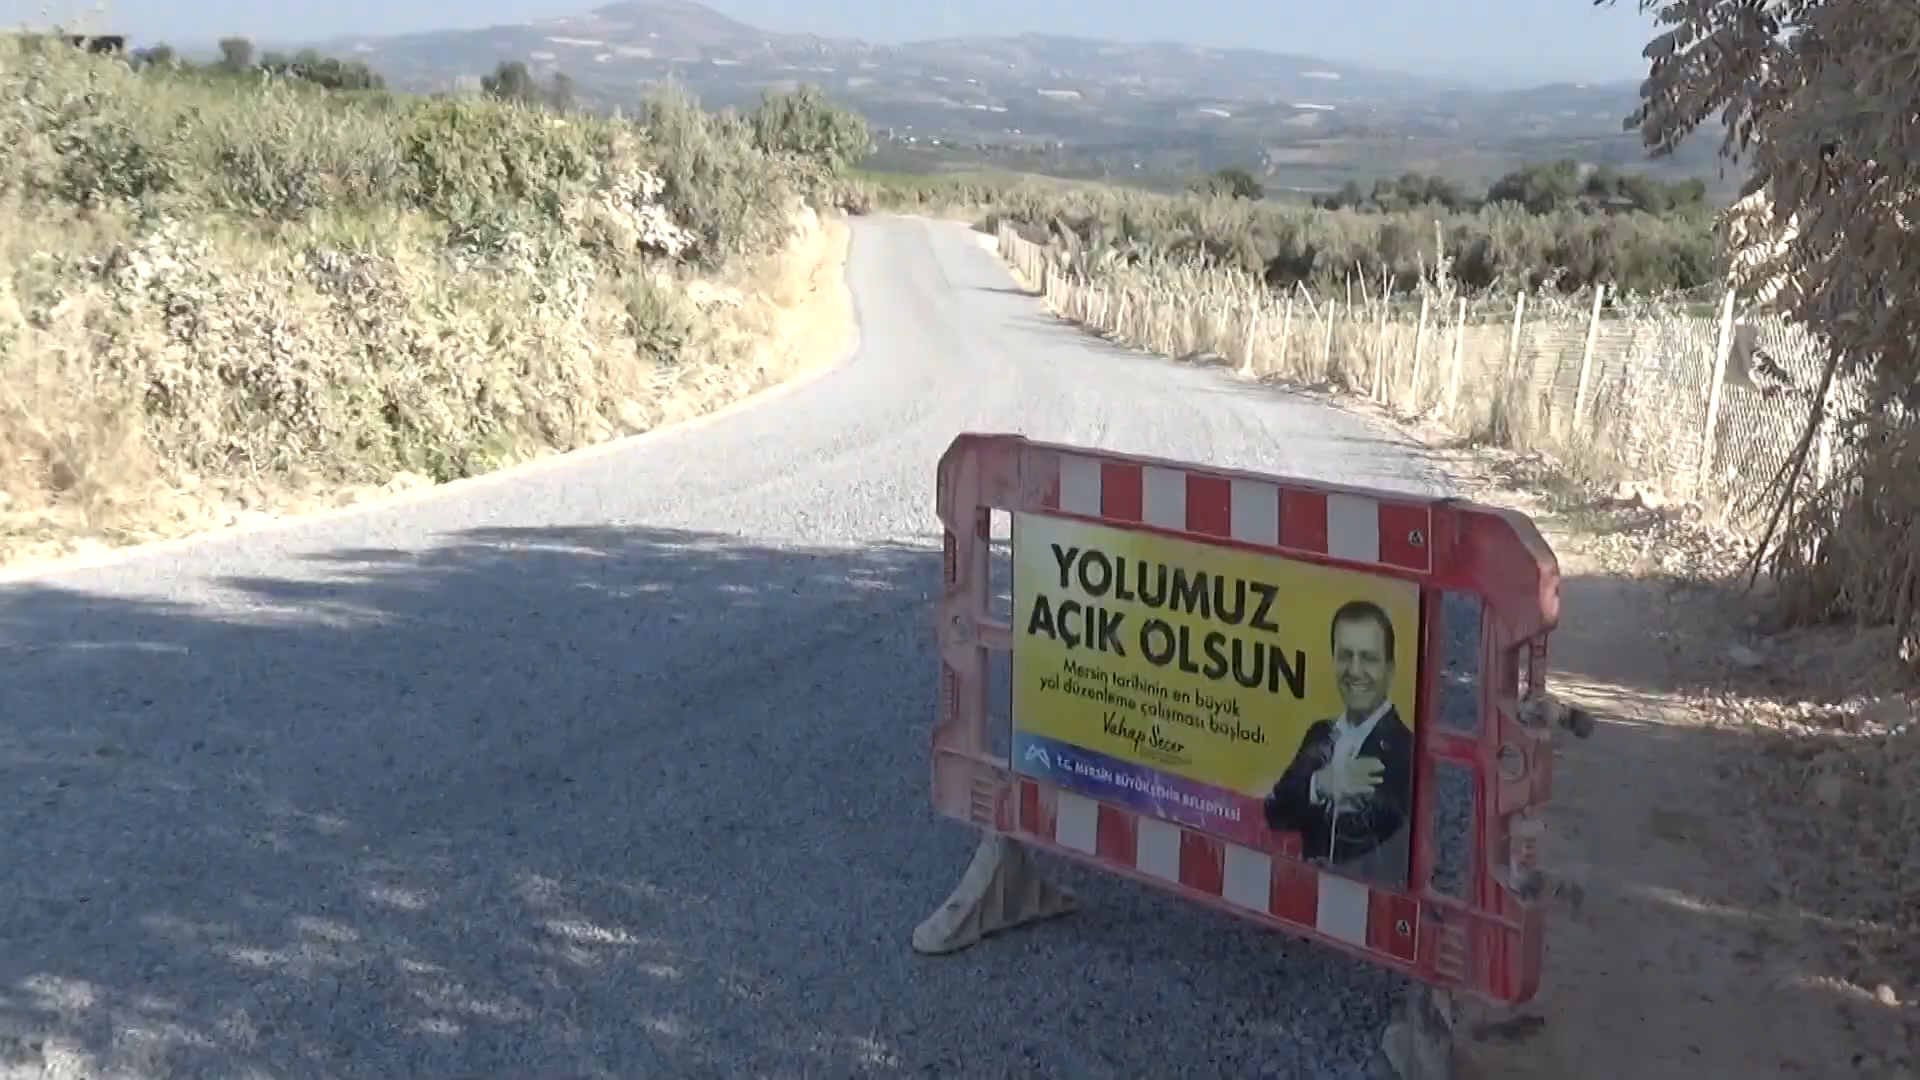 YOLUMUZ
AÇIK OLSUN
Mersin tarihinin en büyük
yol düzenleme çalışması başladı.
Vahap Seçer
T.C. MERSİN BÜYÜKŞEHİR BELEDİYESİ